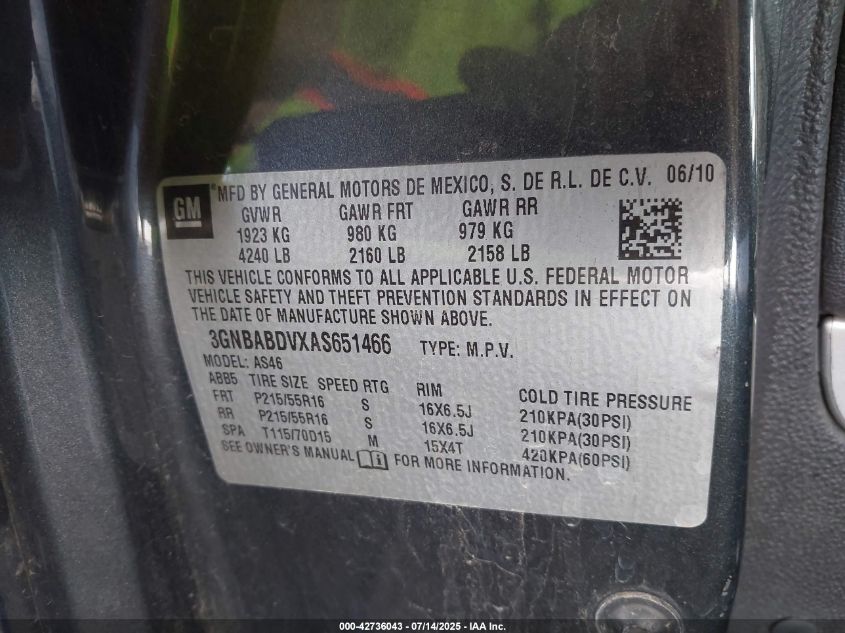 GM ® MFD BY GENERAL MOTORS DE MEXICO, S. DE R.L. DE C.V. 06/10
GVWR GAWR FRT GAWR RR
1923 KG 980 KG 979 KG
4240 LB 2160 LB 2158 LB
THIS VEHICLE CONFORMS TO ALL APPLICABLE U.S. FEDERAL MOTOR
VEHICLE SAFETY AND THEFT PREVENTION STANDARDS IN EFFECT ON
THE DATE OF MANUFACTURE SHOWN ABOVE.
3GNBABDVXAS651466 TYPE: M.P.V.
MODEL: AS46
ABB5 TIRE SIZE SPEED RTG RIM COLD TIRE PRESSURE
FRT P215/55R16 S 16X6.5J 210KPA(30PSI)
RR P215/55R16 S 16X6.5J 210KPA(30PSI)
SPA T115/70D15 M 15X4T 420KPA(60PSI)
SEE OWNER'S MANUAL FOR MORE INFORMATION.
000-42736043 - 07/14/2025 - IAA Inc.